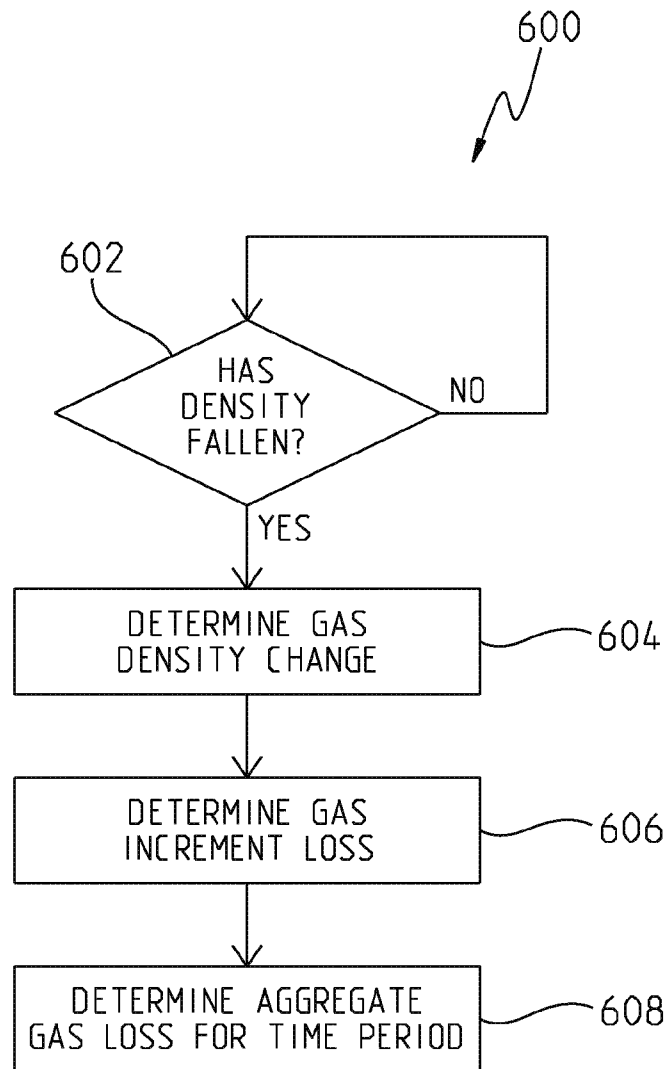 600
602
HAS
DENSITY
FALLEN?
NO
YES
DETERMINE GAS
DENSITY CHANGE
604
DETERMINE GAS
INCREMENT LOSS
606
DETERMINE AGGREGATE
GAS LOSS FOR TIME PERIOD
608